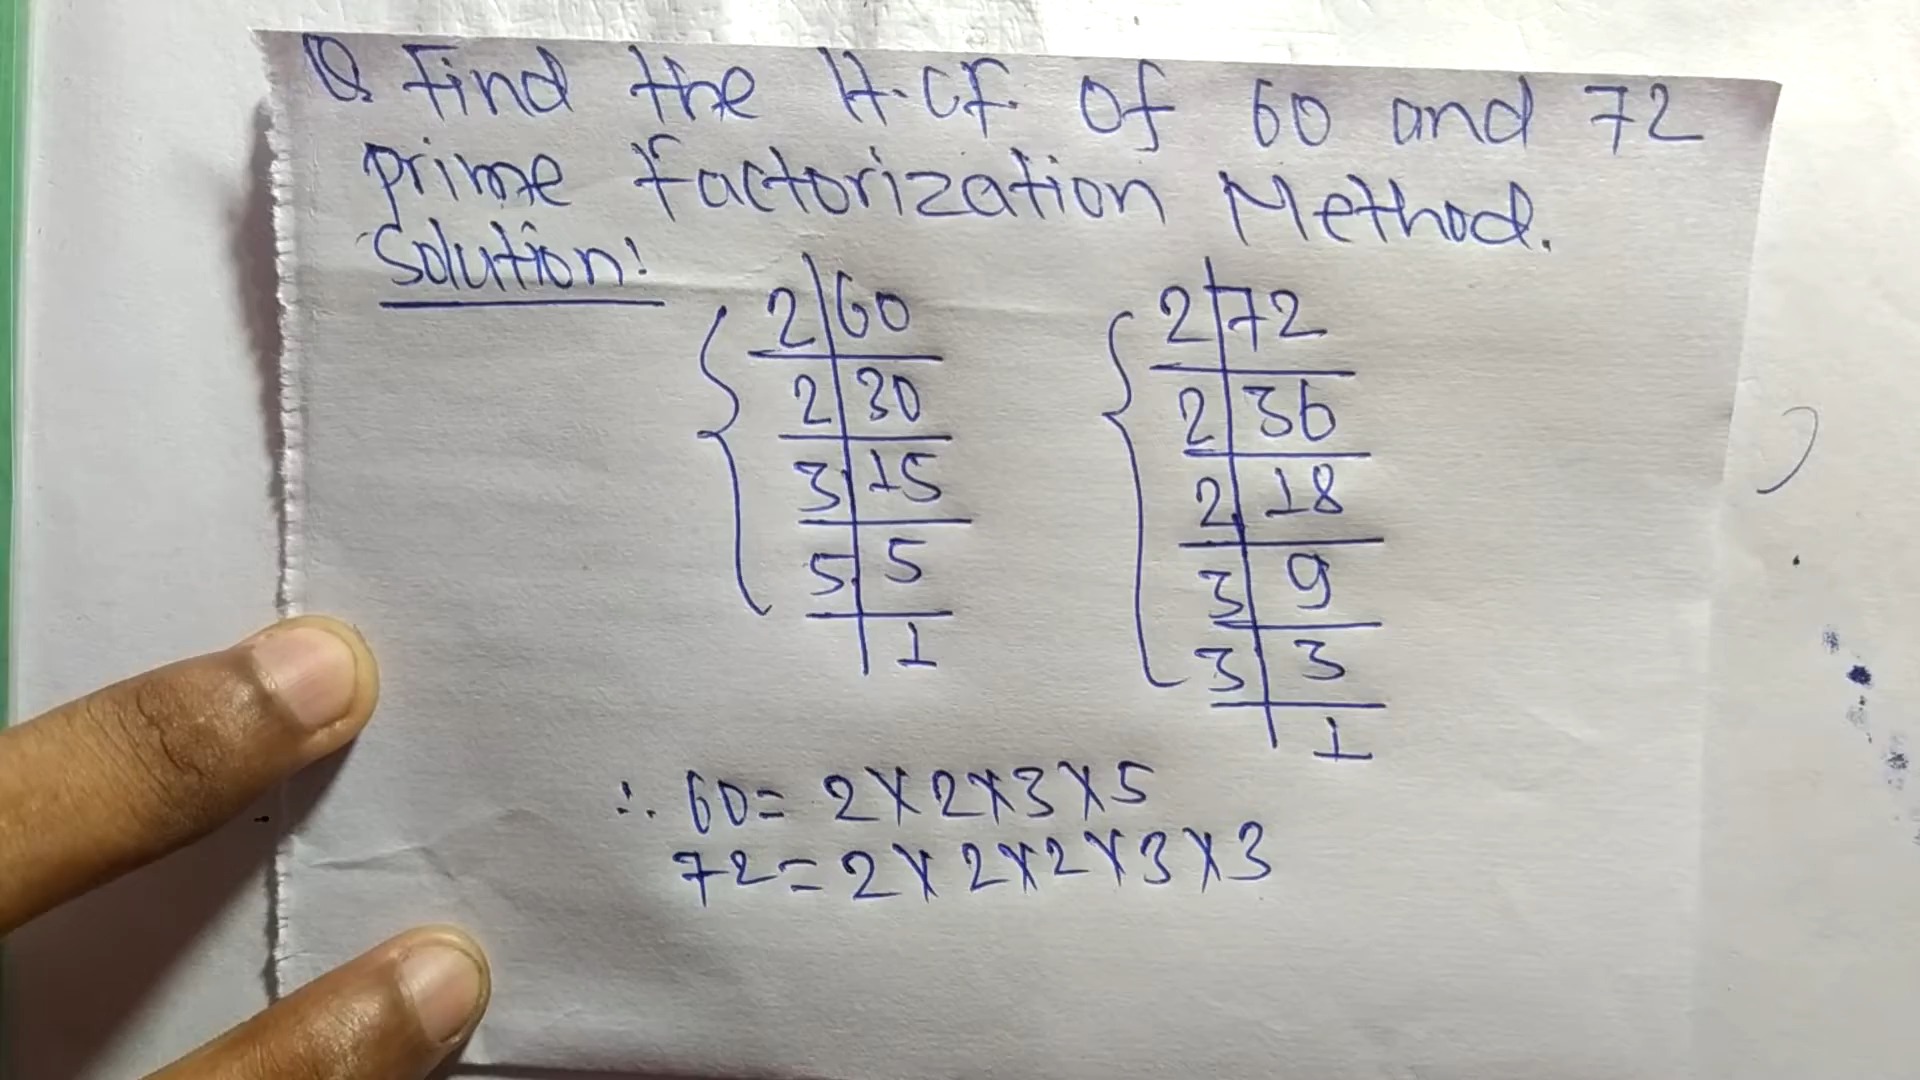 Q Find the H.CF. Of 60 and 72
prime factorization Method.
Solution:
2 60
2 30
3 15
5 5
1
2 72
2 36
2 18
3 9
3 3
1
∴ 60 = 2 X 2 X 3 X 5
72 = 2 X 2 X 2 X 3 X 3